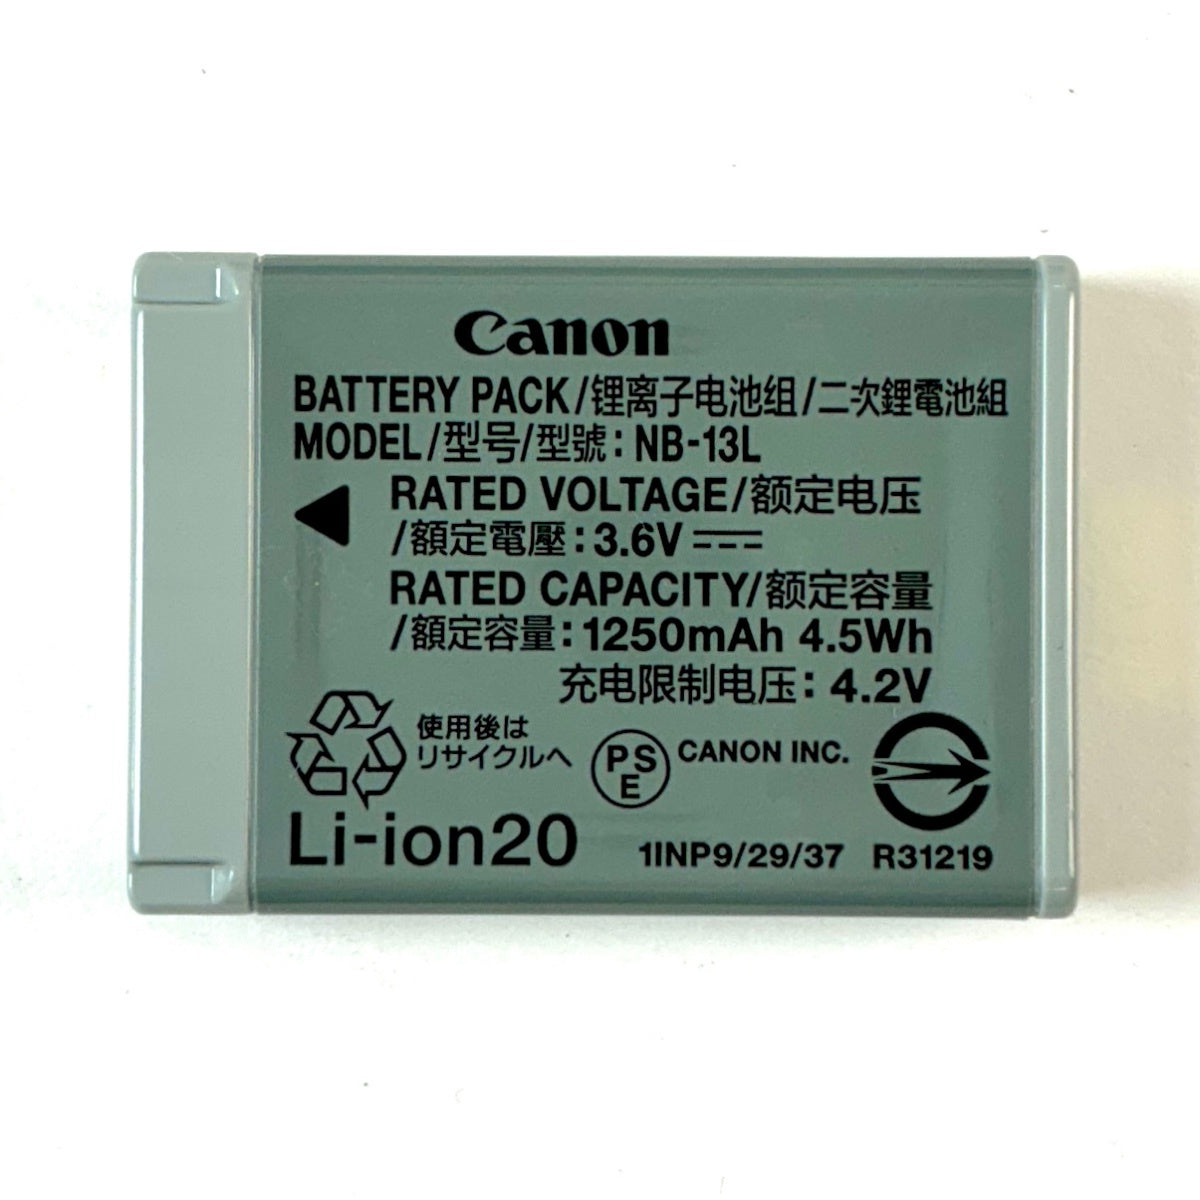 Canon
BATTERY PACK/锂离子电池组/二次鋰電池組
MODEL/型号/型號：NB-13L
RATED VOLTAGE/额定电压
/額定電壓：3.6V
RATED CAPACITY/额定容量
/額定容量：1250mAh 4.5Wh
充电限制电压：4.2V
使用後は
リサイクルへ
PS
E
CANON INC.
Li-ion20
1INP9/29/37 R31219